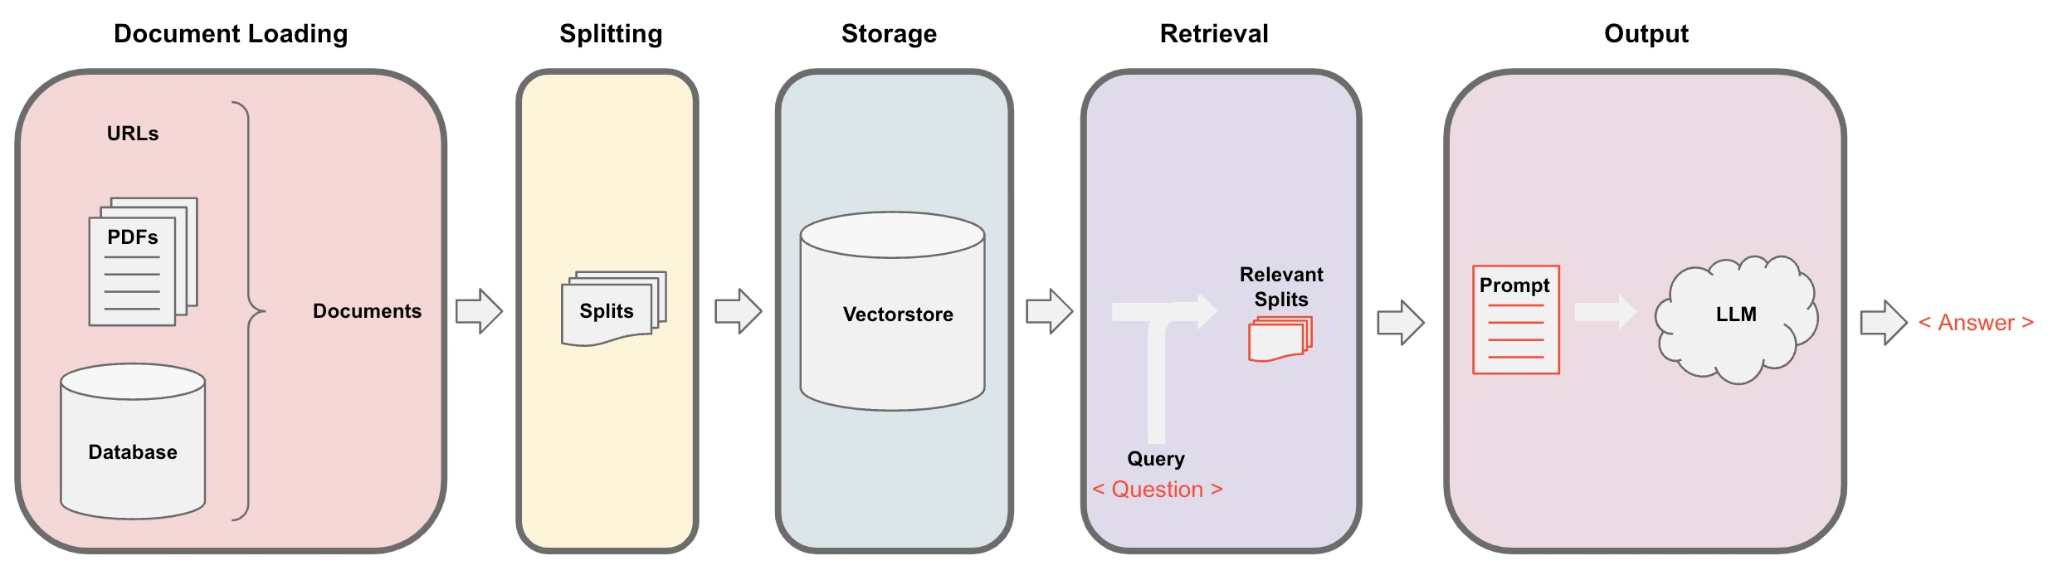 Document Loading
Splitting
Storage
Retrieval
Output
URLs
PDFs
Database
Documents
Splits
Vectorstore
Relevant
Splits
Query
< Question >
Prompt
LLM
< Answer >